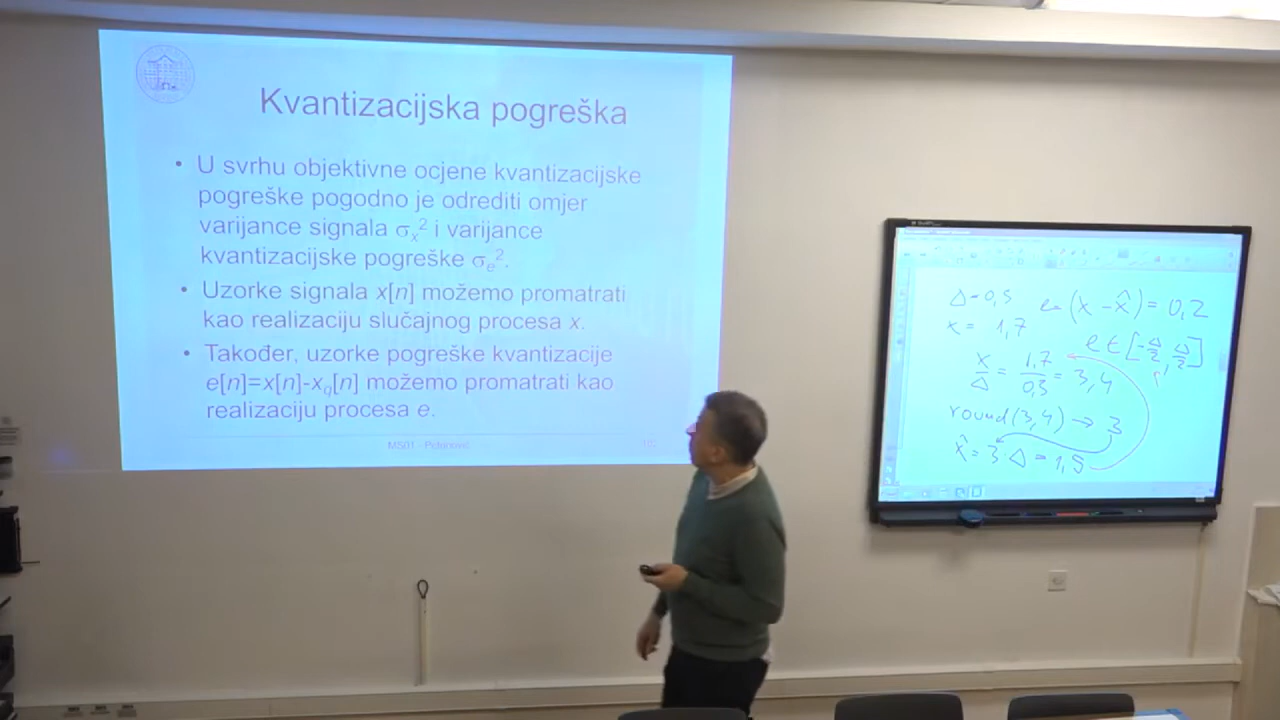 Kvantizacijska pogreška
• U svrhu objektivne ocjene kvantizacijske
pogreške pogodno je odrediti omjer
varijance signala σx² i varijance
kvantizacijske pogreške σe².
• Uzorke signala x[n] možemo promatrati
kao realizaciju slučajnog procesa x.
• Također, uzorke pogreške kvantizacije
e[n]=x[n]-xq[n] možemo promatrati kao
realizaciju procesa e.
MS01 - Petrinović
Δ=0,5
e=(x-x̂)=0,2
x= 1,7
e∈[-Δ/2, Δ/2]
x/Δ = 1,7/0,5 = 3,4
round(3,4) → 3
x̂=3·Δ=1,5